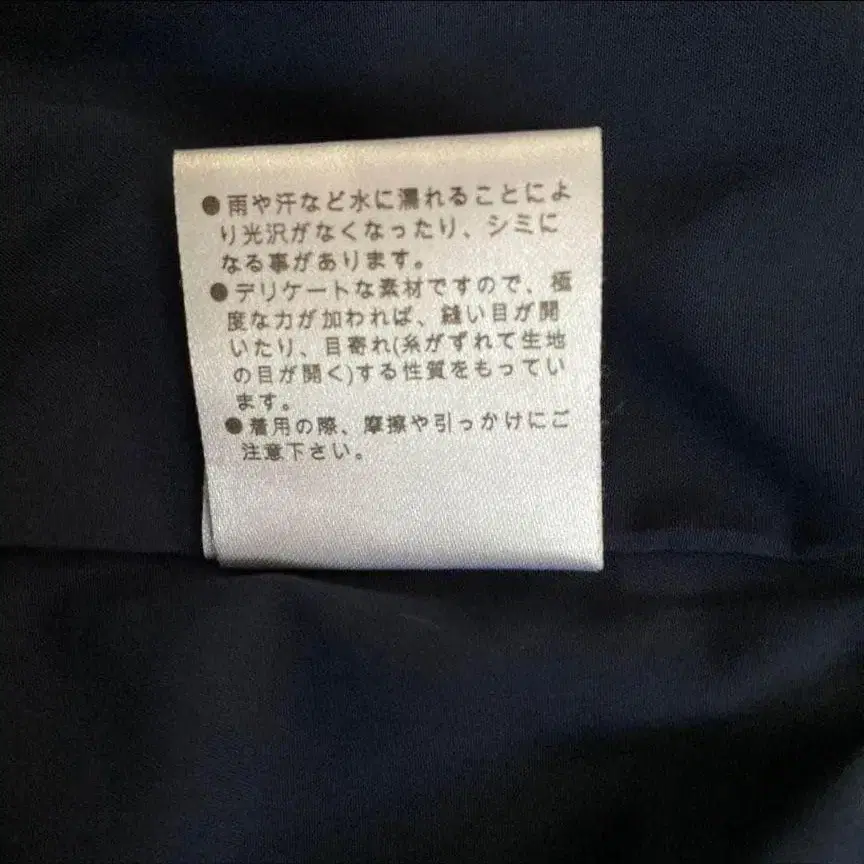 ●雨や汗など水に濡れることによ
り光沢がなくなったり、シミに
なる事があります。
●デリケートな素材ですので、極
度な力が加われば、縫い目が開
いたり、目寄れ(糸がずれて生地
の目が開く)する性質をもってい
ます。
●着用の際、摩擦や引っかけにご
注意下さい。